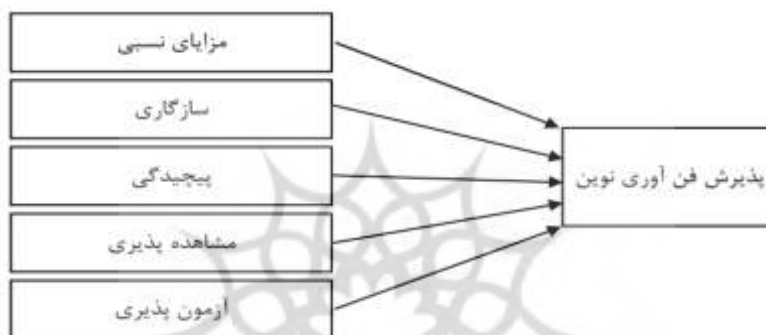 مزایای نسبی
سازگاری
پیچیدگی
مشاهده پذیری
آزمون پذیری
پذیرش فن آوری نوین